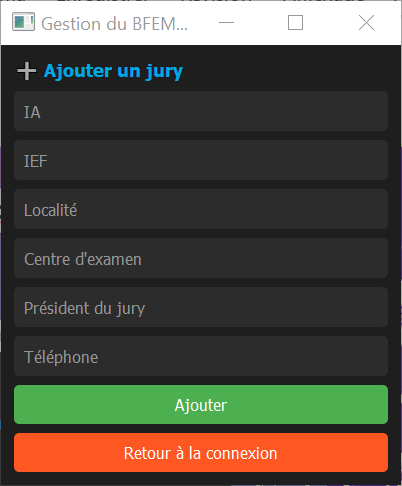 Gestion du BFEM...
Ajouter un jury
IA
IEF
Localité
Centre d'examen
Président du jury
Téléphone
Ajouter
Retour à la connexion